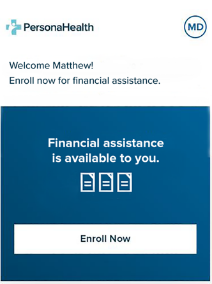 PersonaHealth
MD
Welcome Matthew!
Enroll now for financial assistance.
Financial assistance
is available to you.
Enroll Now